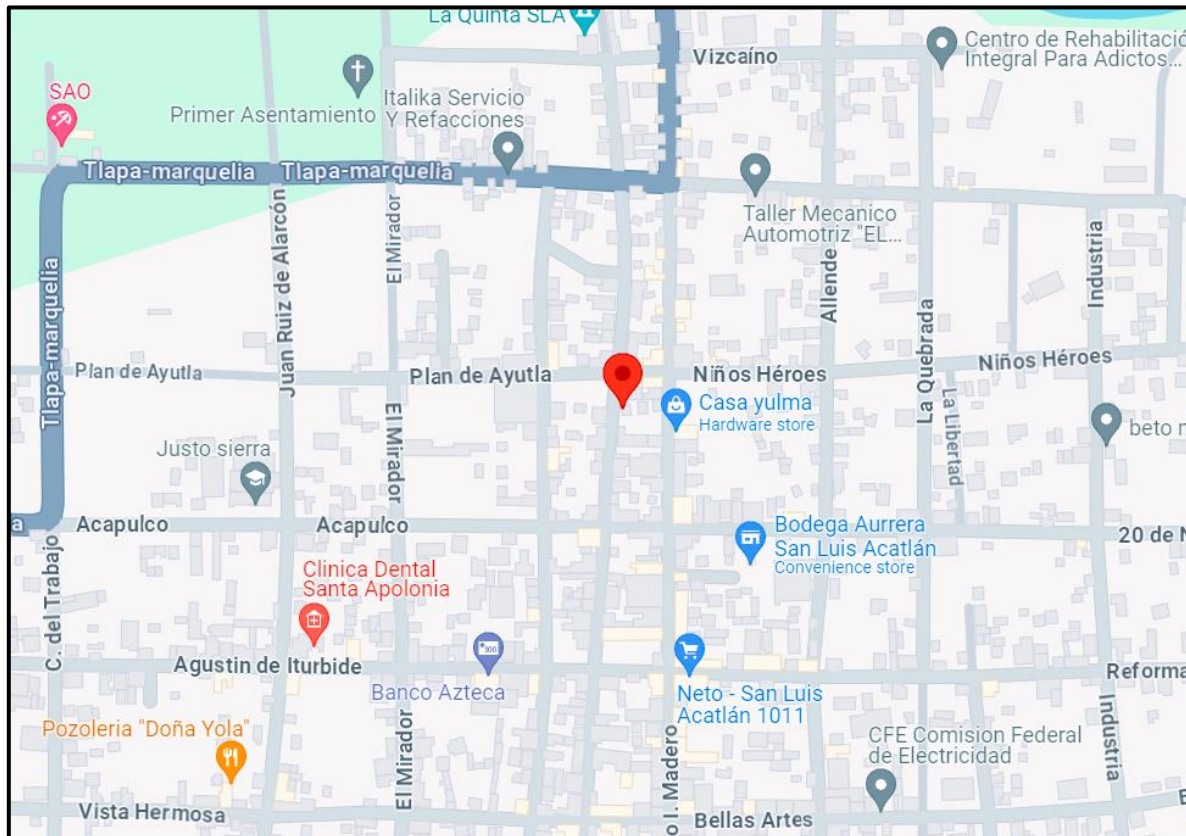 La Quinta SLA
Vizcaíno
Centro de Rehabilitació
Integral Para Adictos...
SAO
Primer Asentamiento
Italika Servicio
Y Refacciones
Tlapa-marquelia
Tlapa-marquelia
Taller Mecanico
Automotriz "EL...
Juan Ruiz de Alarcón
El Mirador
Allende
Industria
Tlapa-marquelia
La Quebrada
Plan de Ayutla
Plan de Ayutla
Niños Héroes
Niños Héroes
Casa yulma
Hardware store
La Libertad
beto n
El Mirador
Justo sierra
a
Acapulco
Acapulco
Bodega Aurrera
San Luis Acatlán
Convenience store
20 de N
C. del Trabajo
Clinica Dental
Santa Apolonia
Agustin de Iturbide
Banco Azteca
Neto - San Luis
Acatlán 1011
Reforma
Pozoleria "Doña Yola"
El Mirador
o I. Madero
CFE Comision Federal
de Electricidad
Industria
Vista Hermosa
Bellas Artes